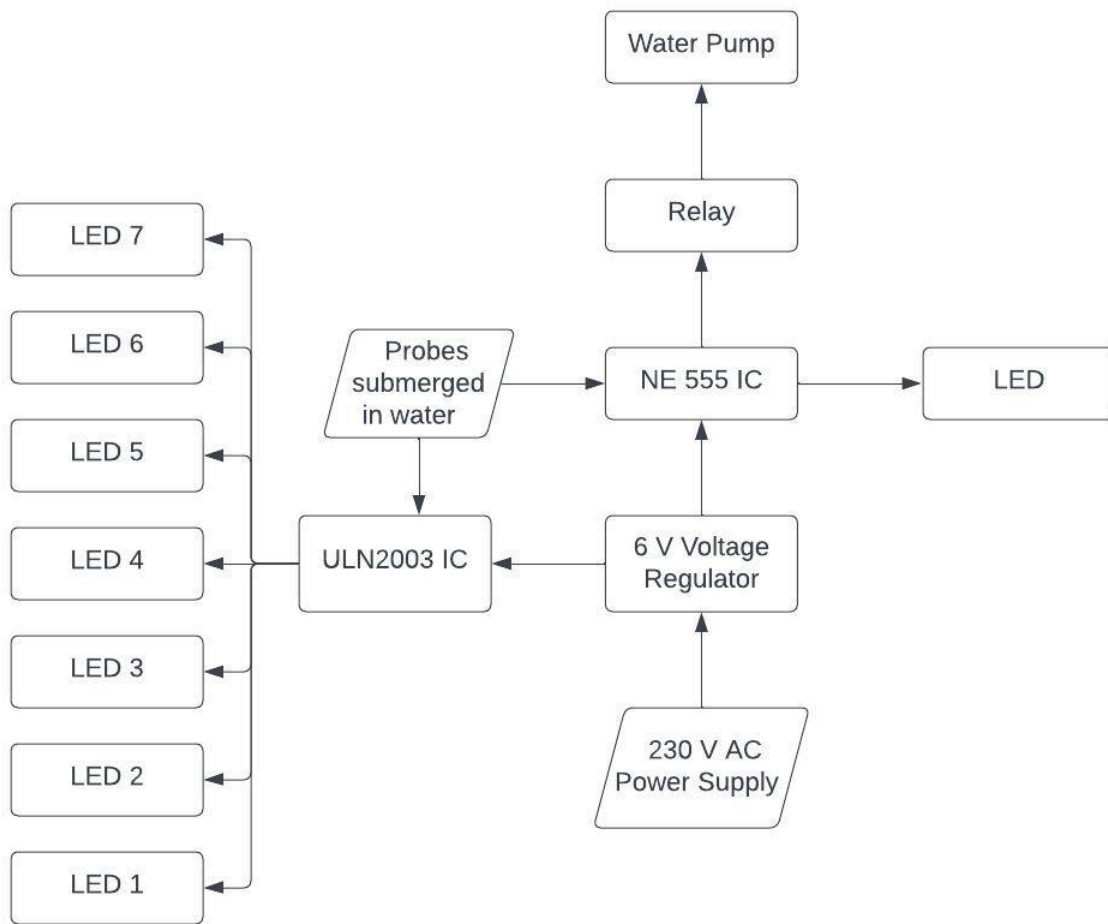 Water Pump
LED 7
Relay
LED 6
Probes
submerged
in water
NE 555 IC
LED
LED 5
LED 4
ULN2003 IC
6 V Voltage
Regulator
LED 3
LED 2
230 V AC
Power Supply
LED 1